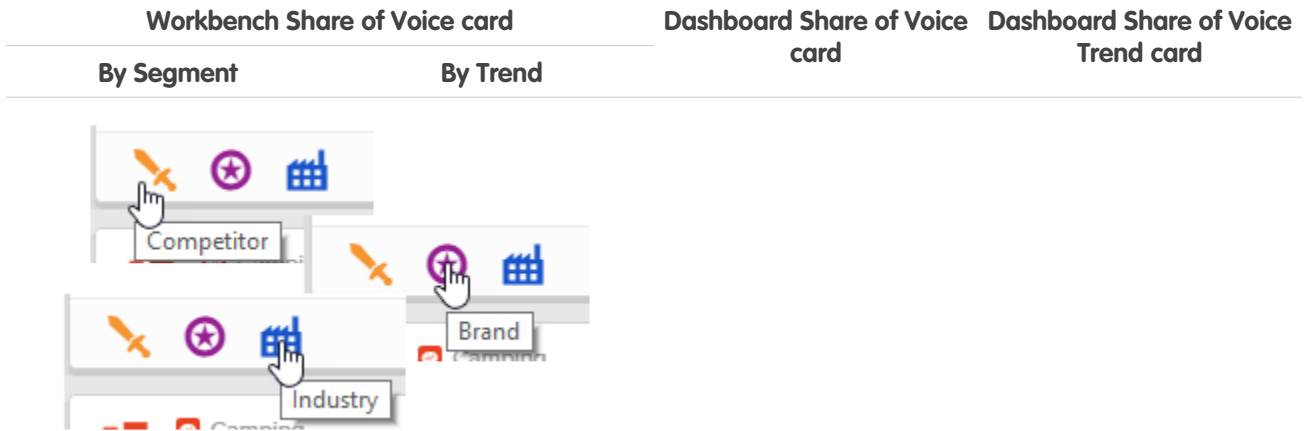 Workbench Share of Voice card
Dashboard Share of Voice card
Dashboard Share of Voice Trend card
By Segment
By Trend
Competitor
Brand
Camping
Industry
Camping